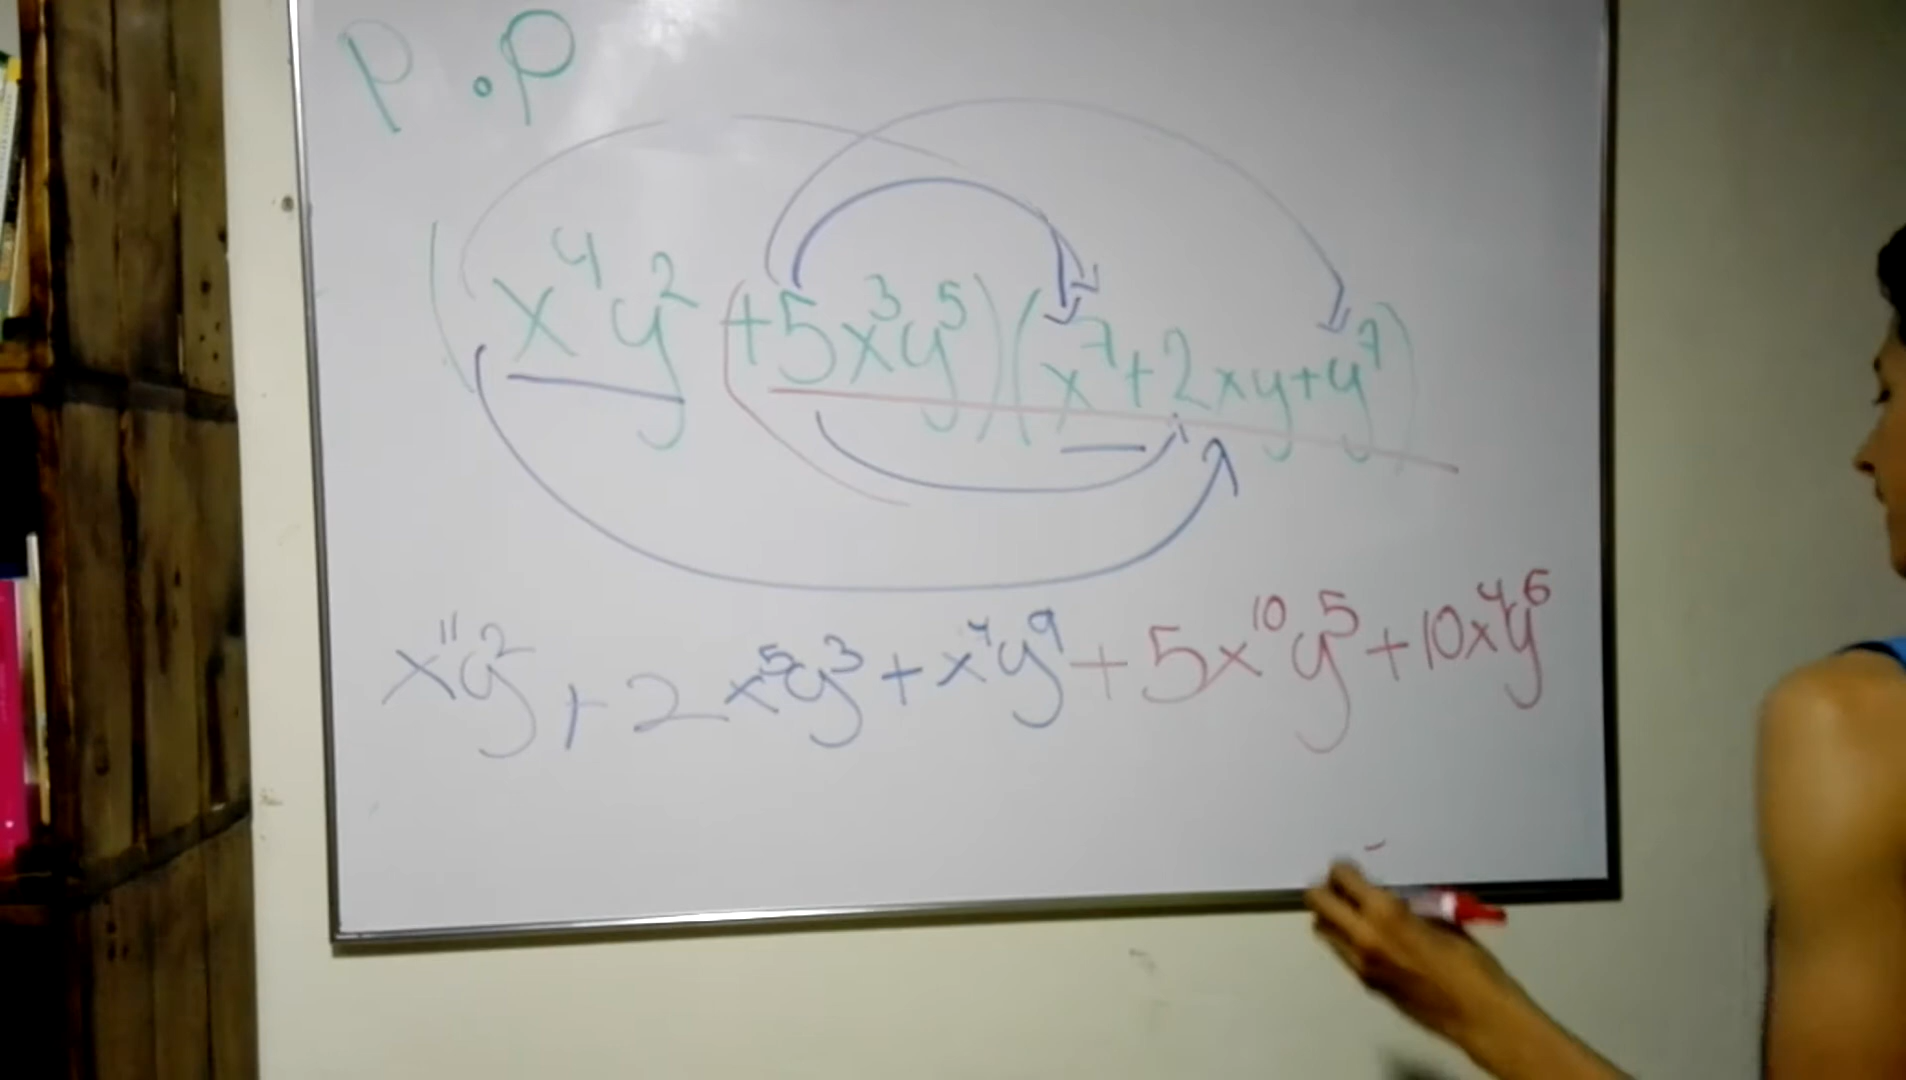 P . P
(x⁴y² + 5x³y⁵)(x⁷ + 2xy + y⁷)
x¹¹y² + 2x⁵y³ + x⁴y⁹ + 5x¹⁰y⁵ + 10x⁴y⁶